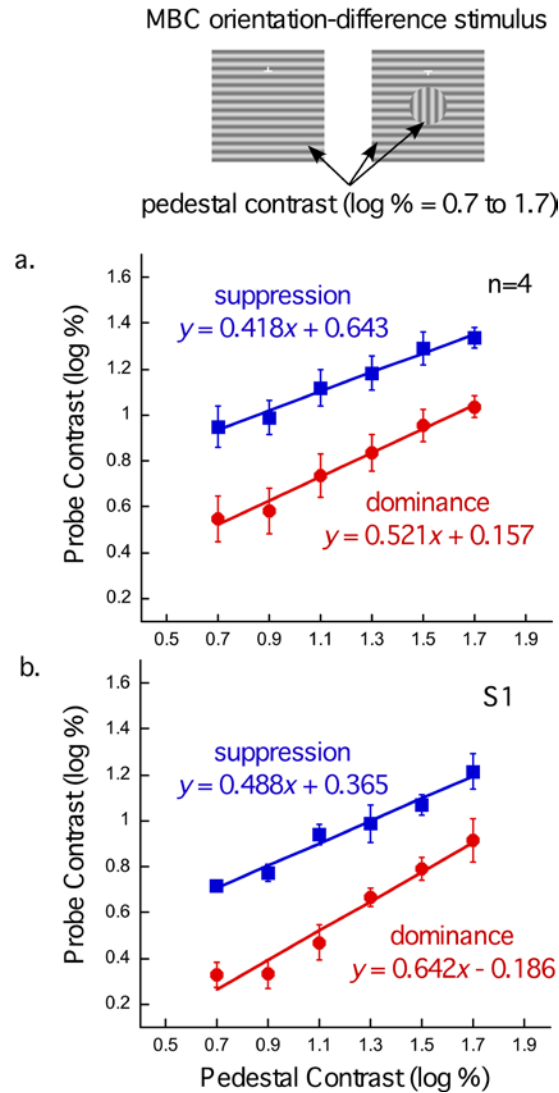 MBC orientation-difference stimulus
pedestal contrast (log % = 0.7 to 1.7)
a.
1.6
1.4
1.2
1
0.8
0.6
0.4
0.2
Probe Contrast (log %)
suppression
y = 0.418x + 0.643
n=4
dominance
y = 0.521x + 0.157
0.5 0.7 0.9 1.1 1.3 1.5 1.7 1.9
b.
1.6
1.4
1.2
1
0.8
0.6
0.4
0.2
Probe Contrast (log %)
S1
suppression
y = 0.488x + 0.365
dominance
y = 0.642x - 0.186
0.5 0.7 0.9 1.1 1.3 1.5 1.7 1.9
Pedestal Contrast (log %)